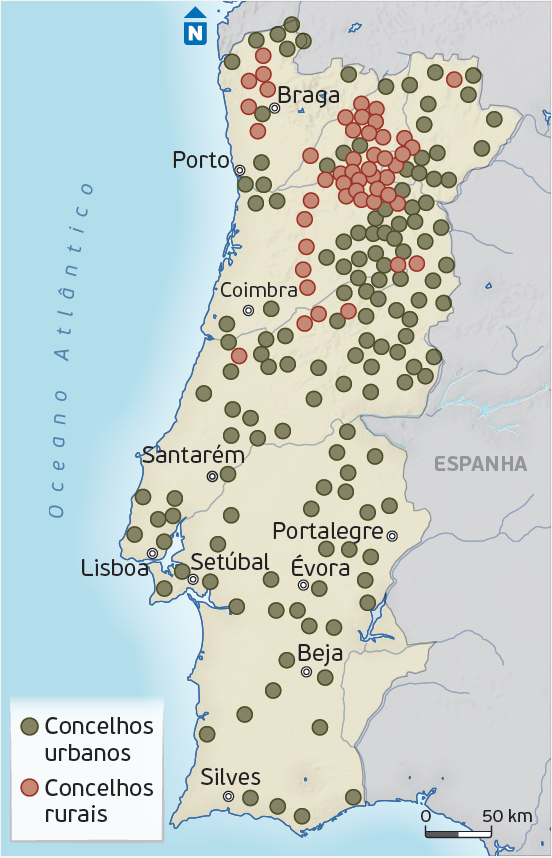 N
Braga
Porto
Oceano Atlântico
Coimbra
Santarém
ESPANHA
Portalegre
Lisboa
Setúbal
Évora
Beja
Concelhos
urbanos
Concelhos
rurais
Silves
0
50 km